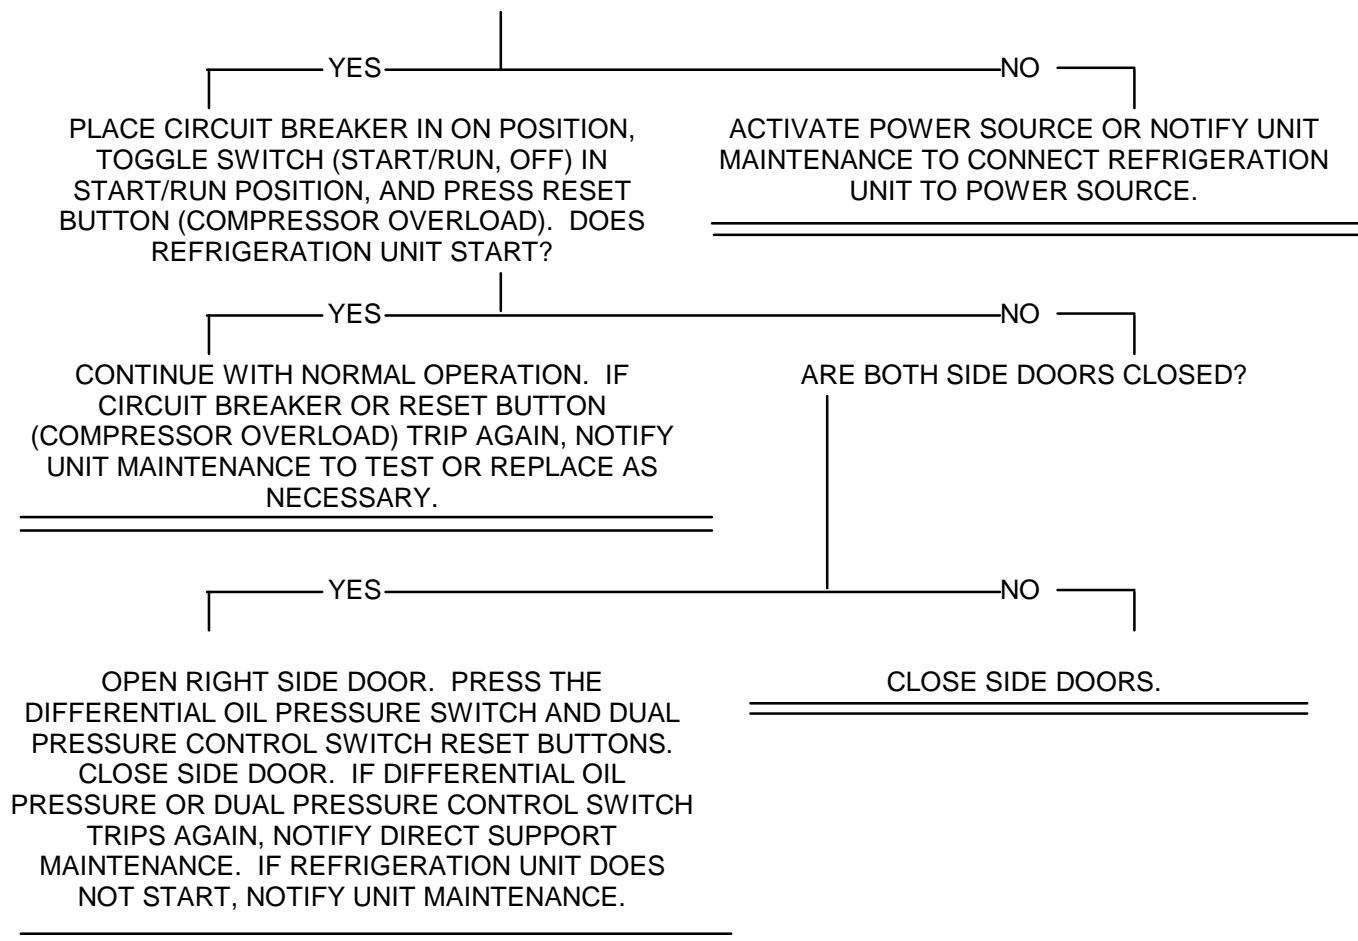 YES
NO
PLACE CIRCUIT BREAKER IN ON POSITION,
TOGGLE SWITCH (START/RUN, OFF) IN
START/RUN POSITION, AND PRESS RESET
BUTTON (COMPRESSOR OVERLOAD).  DOES
REFRIGERATION UNIT START?
ACTIVATE POWER SOURCE OR NOTIFY UNIT
MAINTENANCE TO CONNECT REFRIGERATION
UNIT TO POWER SOURCE.
YES
NO
CONTINUE WITH NORMAL OPERATION.  IF
CIRCUIT BREAKER OR RESET BUTTON
(COMPRESSOR OVERLOAD) TRIP AGAIN, NOTIFY
UNIT MAINTENANCE TO TEST OR REPLACE AS
NECESSARY.
ARE BOTH SIDE DOORS CLOSED?
YES
NO
OPEN RIGHT SIDE DOOR.  PRESS THE
DIFFERENTIAL OIL PRESSURE SWITCH AND DUAL
PRESSURE CONTROL SWITCH RESET BUTTONS.
CLOSE SIDE DOOR.  IF DIFFERENTIAL OIL
PRESSURE OR DUAL PRESSURE CONTROL SWITCH
TRIPS AGAIN, NOTIFY DIRECT SUPPORT
MAINTENANCE.  IF REFRIGERATION UNIT DOES
NOT START, NOTIFY UNIT MAINTENANCE.
CLOSE SIDE DOORS.